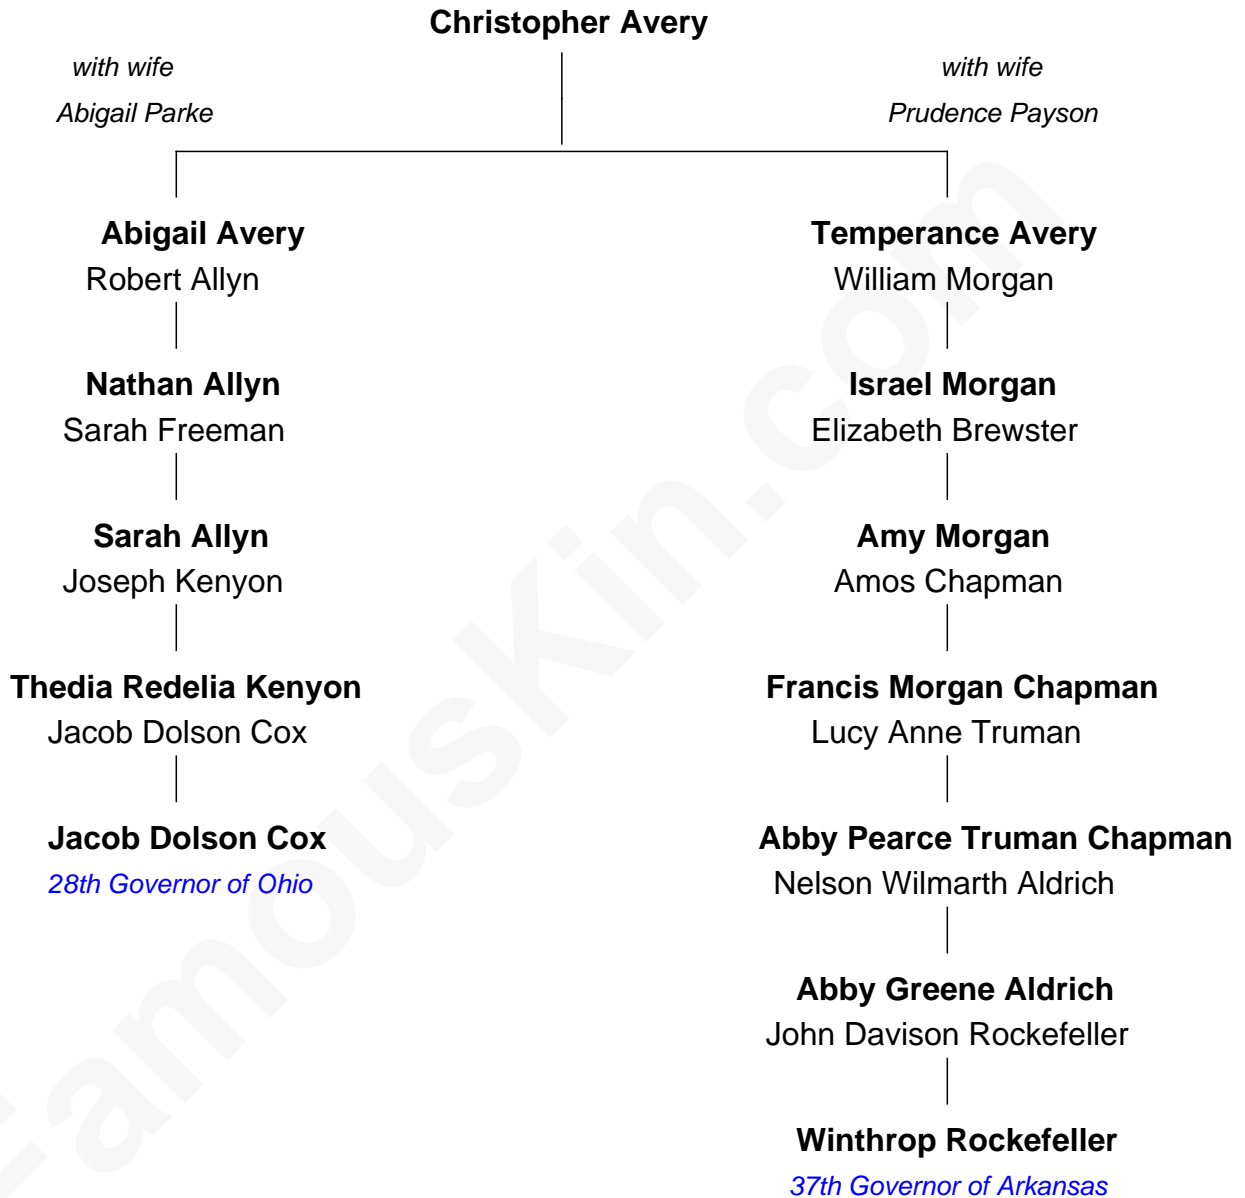 Christopher Avery
with wife
Abigail Parke
with wife
Prudence Payson
Abigail Avery
Robert Allyn
Temperance Avery
William Morgan
Nathan Allyn
Sarah Freeman
Israel Morgan
Elizabeth Brewster
Sarah Allyn
Joseph Kenyon
Amy Morgan
Amos Chapman
Thedia Redelia Kenyon
Jacob Dolson Cox
Francis Morgan Chapman
Lucy Anne Truman
Jacob Dolson Cox
28th Governor of Ohio
Abby Pearce Truman Chapman
Nelson Wilmarth Aldrich
Abby Greene Aldrich
John Davison Rockefeller
Winthrop Rockefeller
37th Governor of Arkansas
FamousKin.com